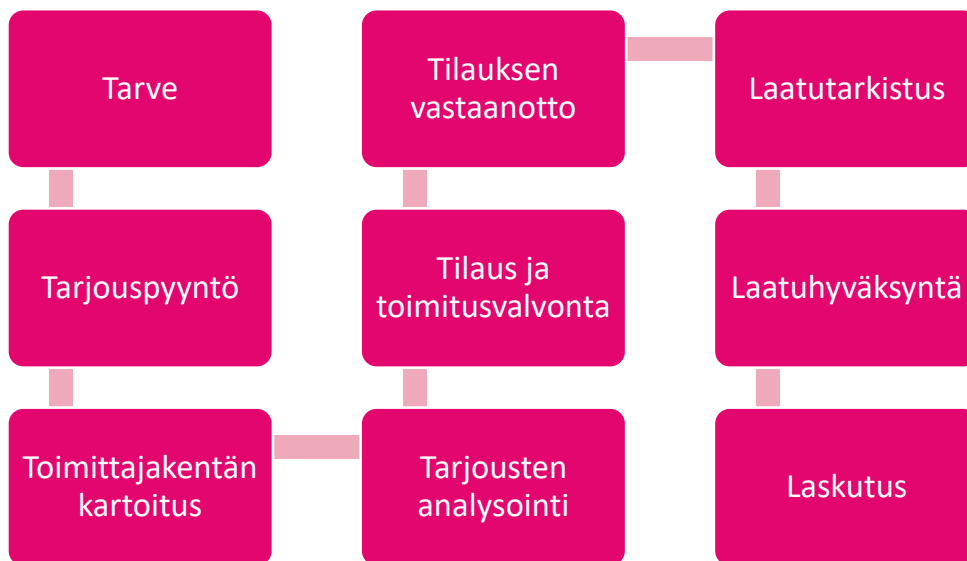 Tarve
Tarjouspyyntö
Toimittajakentän
kartoitus
Tarjousten
analysointi
Tilaus ja
toimitusvalvonta
Tilauksen
vastaanotto
Laatutarkistus
Laatuhyväksyntä
Laskutus